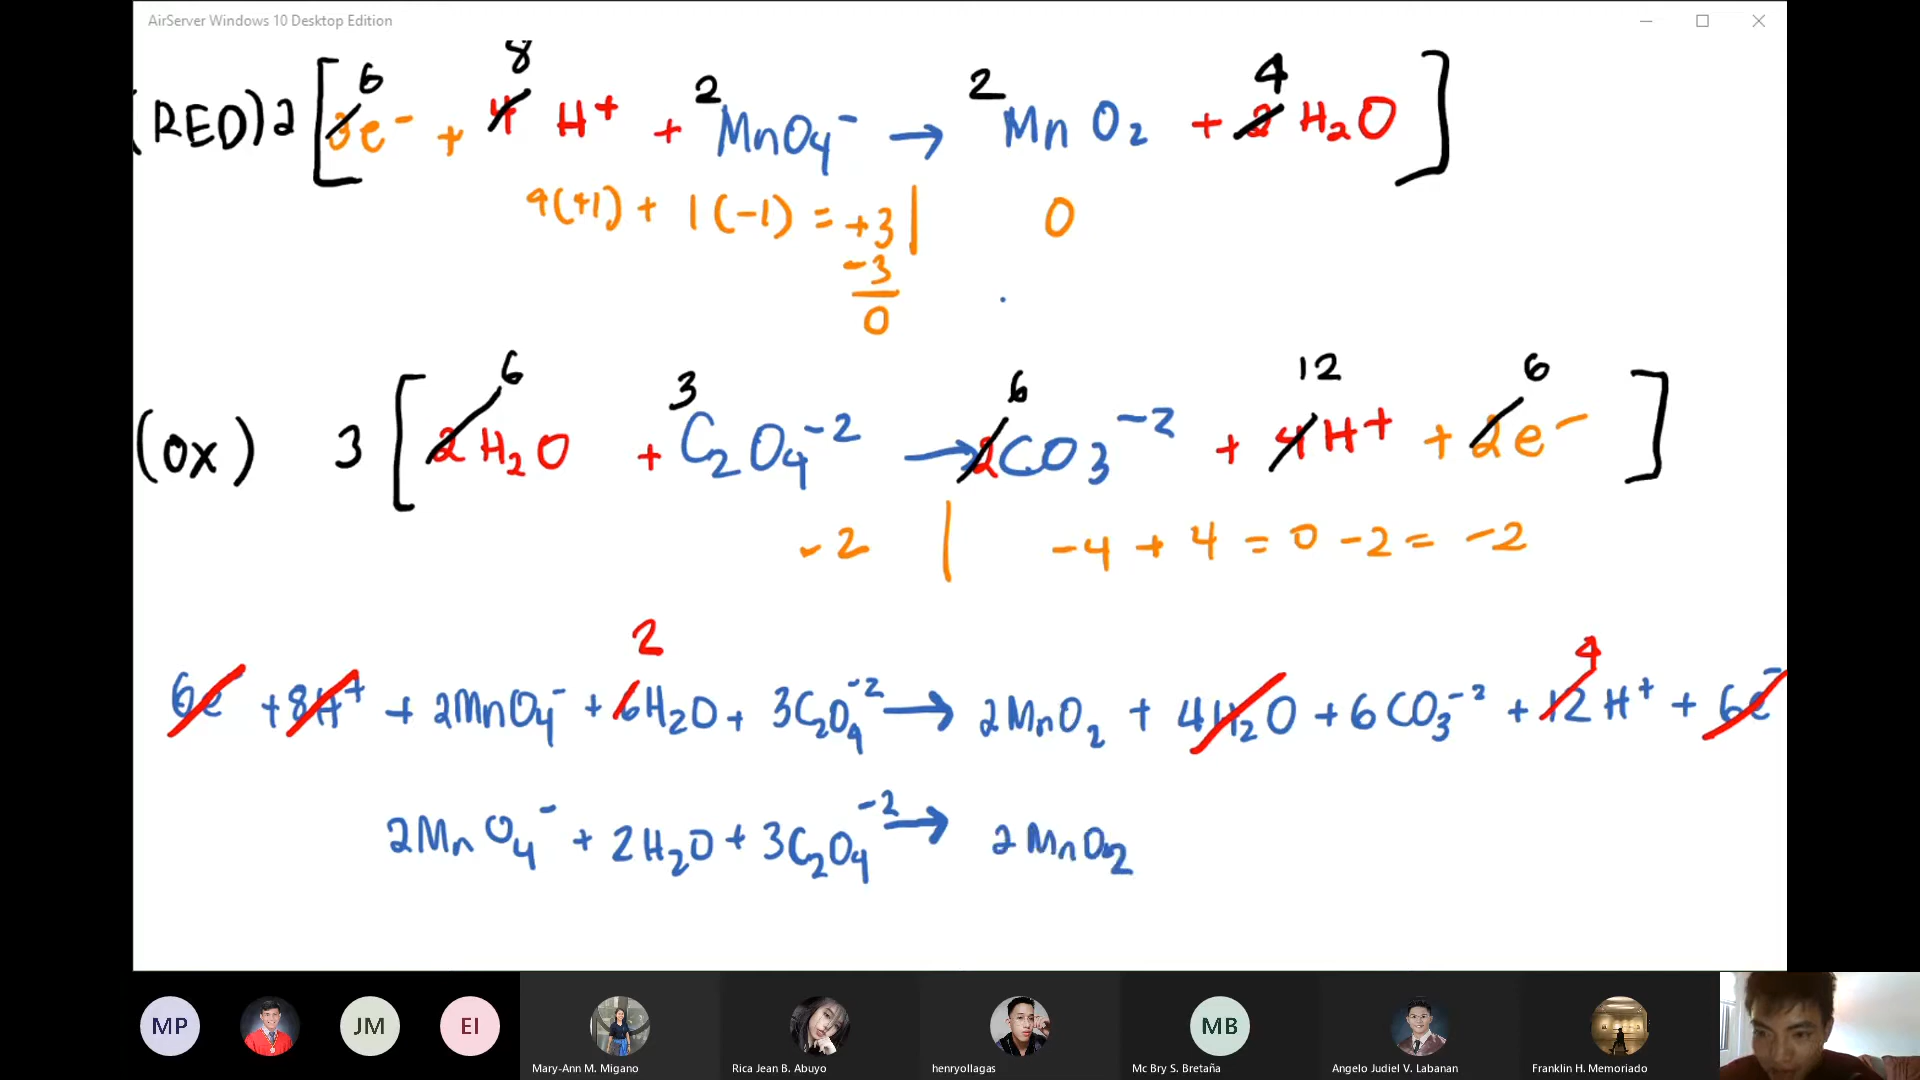 AirServer Windows 10 Desktop Edition
6 8 2 2 4
(RED) 2 [ 3e⁻ + 4 H⁺ + MnO₄⁻ → MnO₂ + 2 H₂O ]
4(+1) + 1(-1) = +3 | 0
-3
0
6 3 6 12 6
(OX) 3 [ 2 H₂O + C₂O₄⁻² → 2CO₃⁻² + 4H⁺ + 2e⁻ ]
-2 | -4 + 4 = 0 - 2 = -2
2 4
6e⁻ + 8H⁺ + 2MnO₄⁻ + 6H₂O + 3C₂O₄⁻² → 2MnO₂ + 4H₂O + 6CO₃⁻² + 12H⁺ + 6e⁻
2MnO₄⁻ + 2H₂O + 3C₂O₄⁻² → 2MnO₂
MP JM EI MB
Mary-Ann M. Migano Rica Jean B. Abuyo henryollagas Mc Bry S. Bretaña Angelo Judiel V. Labanan Franklin H. Memoriado